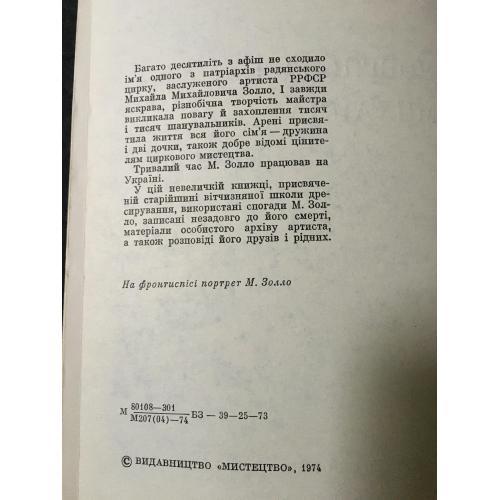 Багато десятиліть з афіш не сходило
ім'я одного з патріархів радянського
цирку, заслуженого артиста РРФСР
Михайла Михайловича Золло. І завжди
яскрава, різнобічна творчість майстра
викликала повагу й захоплення тисяч
і тисяч шанувальників. Арені присвя-
тила життя вся його сім'я — дружина
і дві дочки, також добре відомі цініте-
лям циркового мистецтва.
Тривалий час М. Золло працював на
Україні.
У цій невеличкій книжці, присвяче-
ній старійшині вітчизняної школи дре-
сирування, використані спогади М. Зол-
ло, записані незадовго до його смерті,
матеріали особистого архіву артиста,
а також розповіді його друзів і рідних.
На фронтиспісі портрет М. Золло
М 80108—301
М207(04)—74 БЗ — 39—25—73
© ВИДАВНИЦТВО «МИСТЕЦТВО», 1974